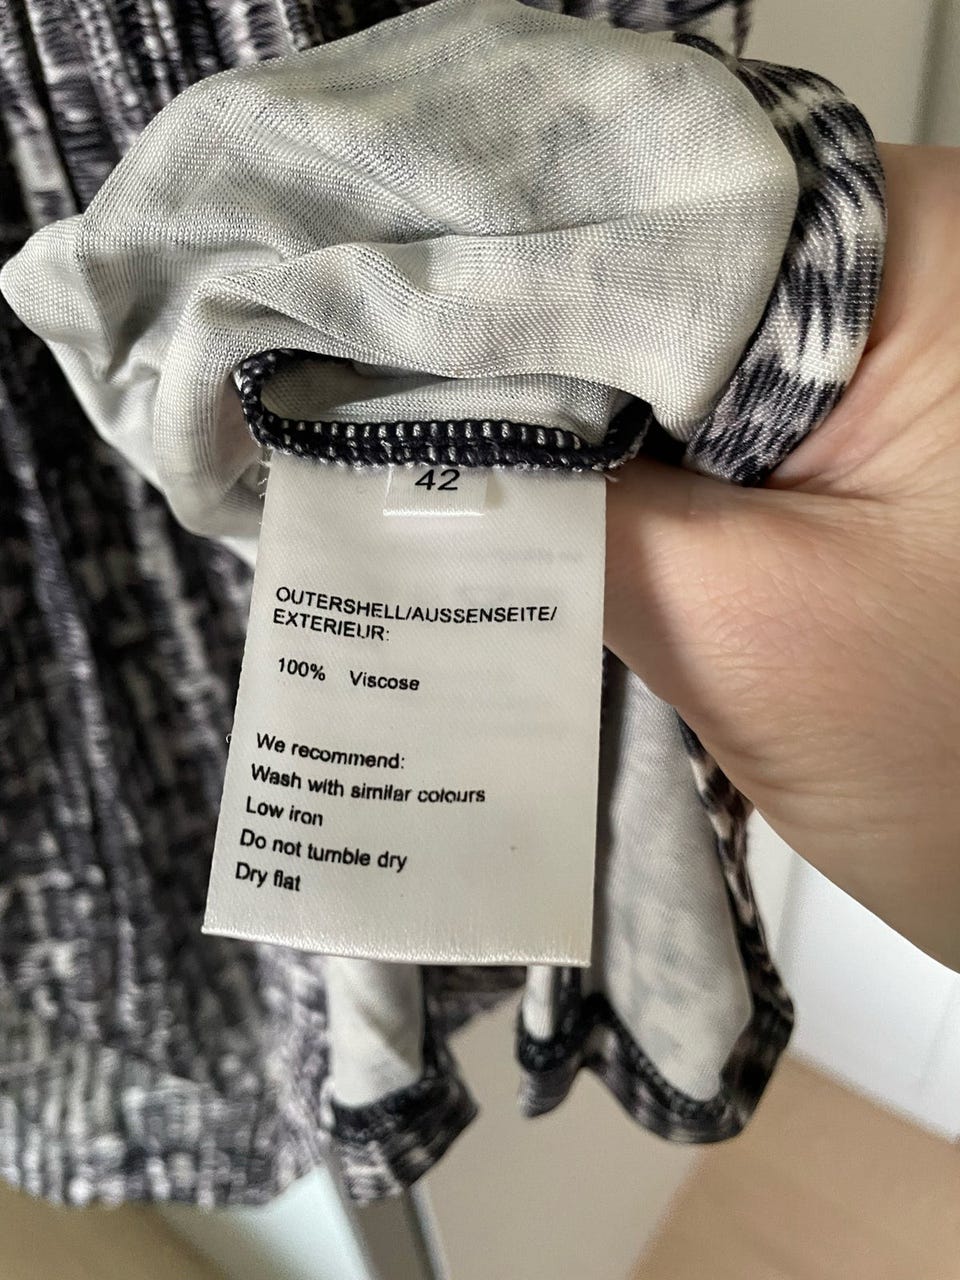 42
OUTERSHELL/AUSSENSEITE/
EXTERIEUR:
100% Viscose
We recommend:
Wash with similar colours
Low iron
Do not tumble dry
Dry flat